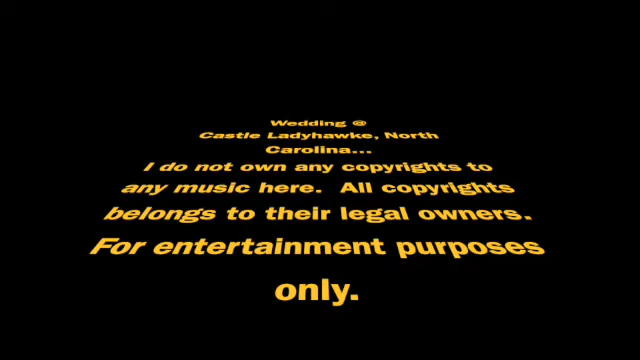 Wedding @
Castle Ladyhawke, North
Carolina...
I do not own any copyrights to
any music here.  All copyrights
belongs to their legal owners.
For entertainment purposes
only.